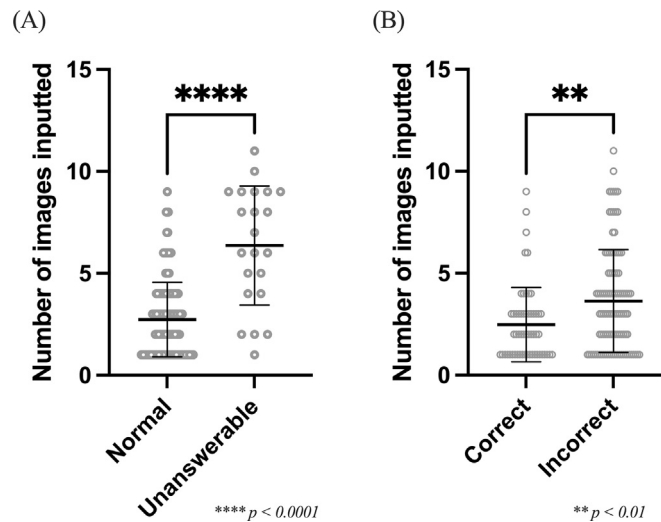 (A)
Number of images inputted
15
10
5
0
****
Normal
Unanswerable
**** p < 0.0001
(B)
Number of images inputted
15
10
5
0
**
Correct
Incorrect
** p < 0.01